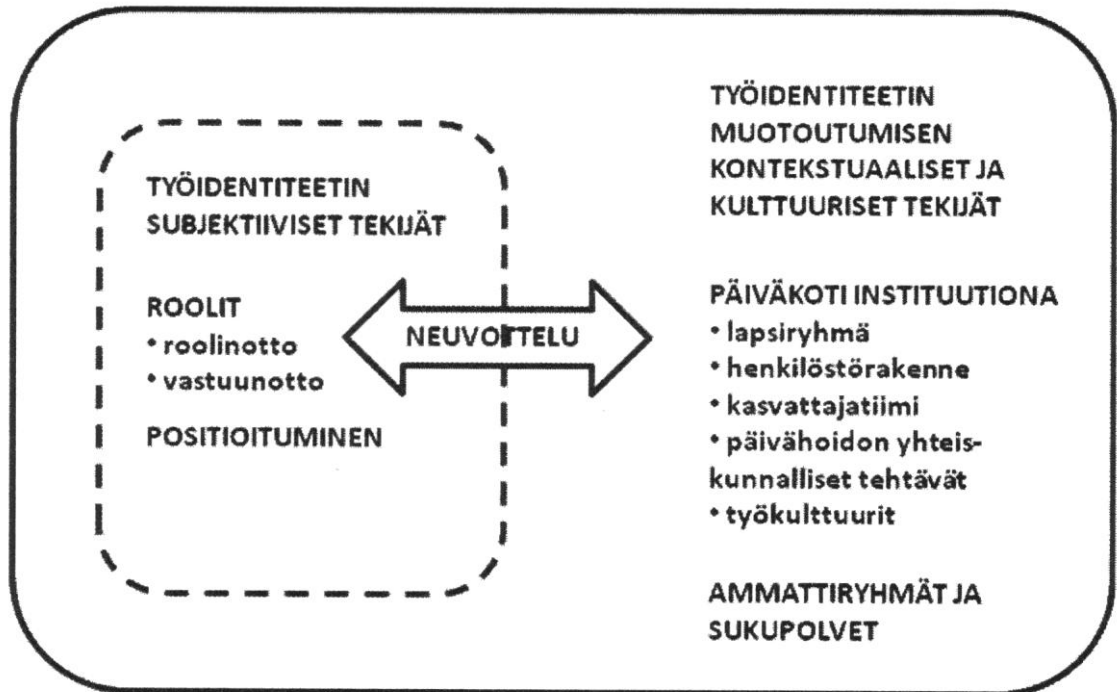 TYÖIDENTITEETIN
SUBJEKTIIVISET TEKIJÄT
ROOLIT
• roolinotto
• vastuunotto
POSITIOITUMINEN
NEUVOTTELU
TYÖIDENTITEETIN
MUOTOUTUMISEN
KONTEKSTUAALISET JA
KULTTUURISET TEKIJÄT
PÄIVÄKOTI INSTITUUTIONA
• lapsiryhmä
• henkilöstörakenne
• kasvattajatiimi
• päivähoidon yhteis-
kunnalliset tehtävät
• työkulttuurit
AMMATTIRYHMÄT JA
SUKUPOLVET